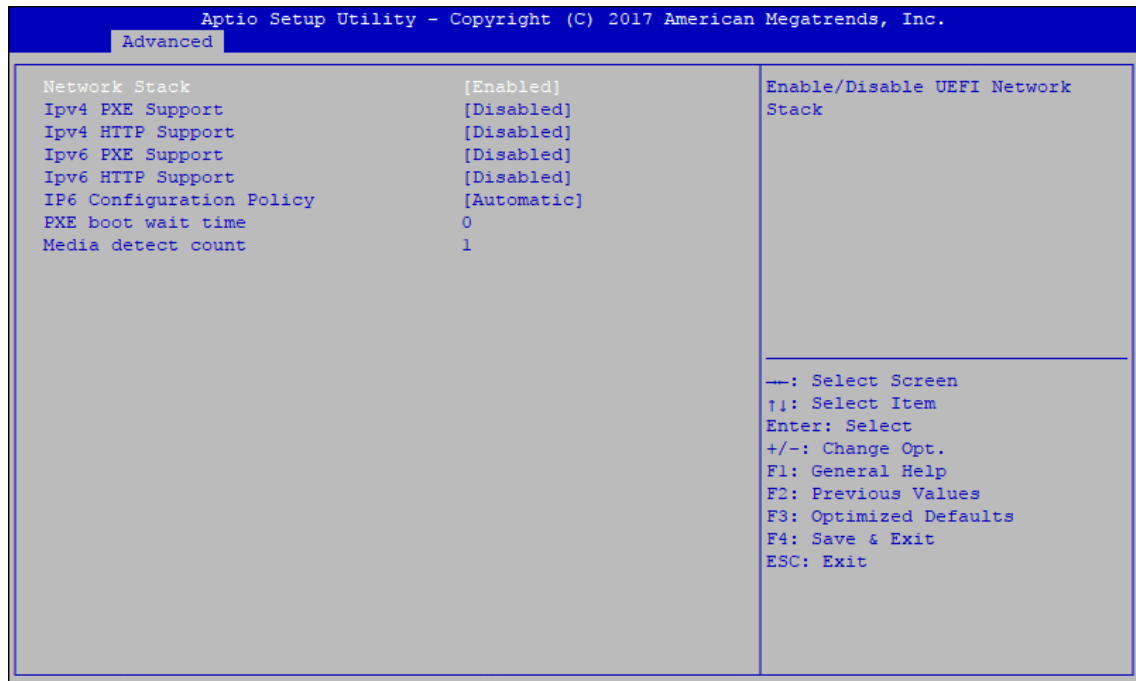 Aptio Setup Utility - Copyright (C) 2017 American Megatrends, Inc.
Advanced
Network Stack [Enabled]
Ipv4 PXE Support [Disabled]
Ipv4 HTTP Support [Disabled]
Ipv6 PXE Support [Disabled]
Ipv6 HTTP Support [Disabled]
IP6 Configuration Policy [Automatic]
PXE boot wait time 0
Media detect count 1
Enable/Disable UEFI Network
Stack
→←: Select Screen
↑↓: Select Item
Enter: Select
+/-: Change Opt.
F1: General Help
F2: Previous Values
F3: Optimized Defaults
F4: Save & Exit
ESC: Exit